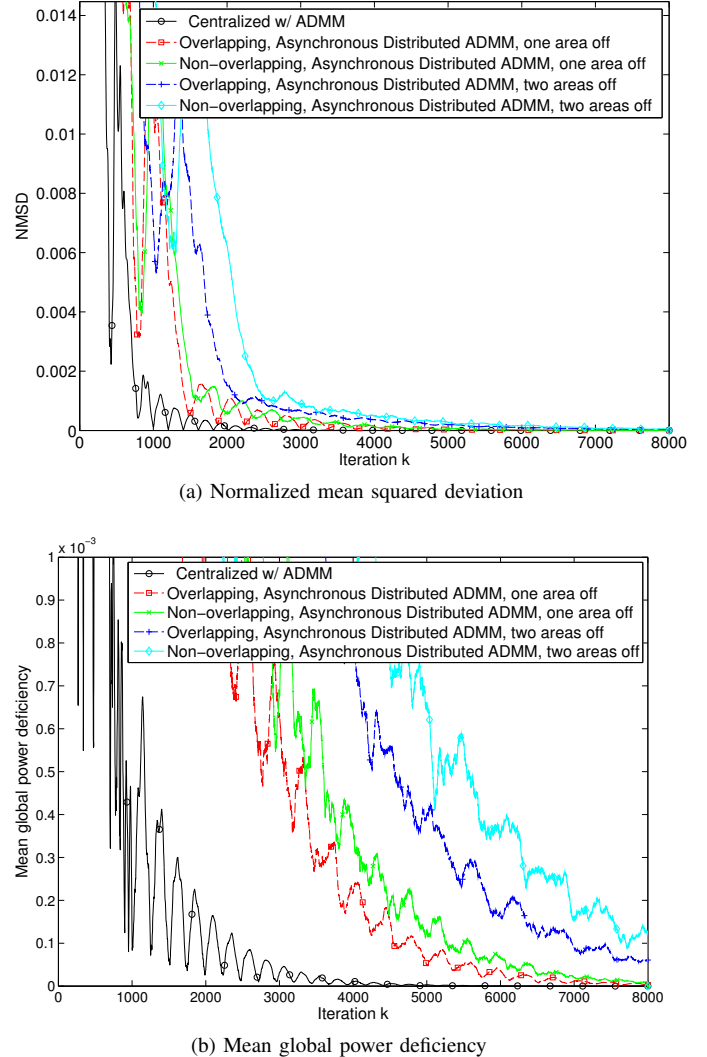 0.012
0.01
0.008
0.006
0.004
0.002
0
NMSD
Centralized w/ ADMM
Overlapping, Asynchronous Distributed ADMM, one area off
Non−overlapping, Asynchronous Distributed ADMM, one area off
Overlapping, Asynchronous Distributed ADMM, two areas off
Non−overlapping, Asynchronous Distributed ADMM, two areas off
0 1000 2000 3000 4000 5000 6000 7000 8000
Iteration k
(a) Normalized mean squared deviation
x 10−3
1
0.9
0.8
0.7
0.6
0.5
0.4
0.3
0.2
0.1
0
Mean global power deficiency
Centralized w/ ADMM
Overlapping, Asynchronous Distributed ADMM, one area off
Non−overlapping, Asynchronous Distributed ADMM, one area off
Overlapping, Asynchronous Distributed ADMM, two areas off
Non−overlapping, Asynchronous Distributed ADMM, two areas off
0 1000 2000 3000 4000 5000 6000 7000 8000
Iteration k
(b) Mean global power deficiency